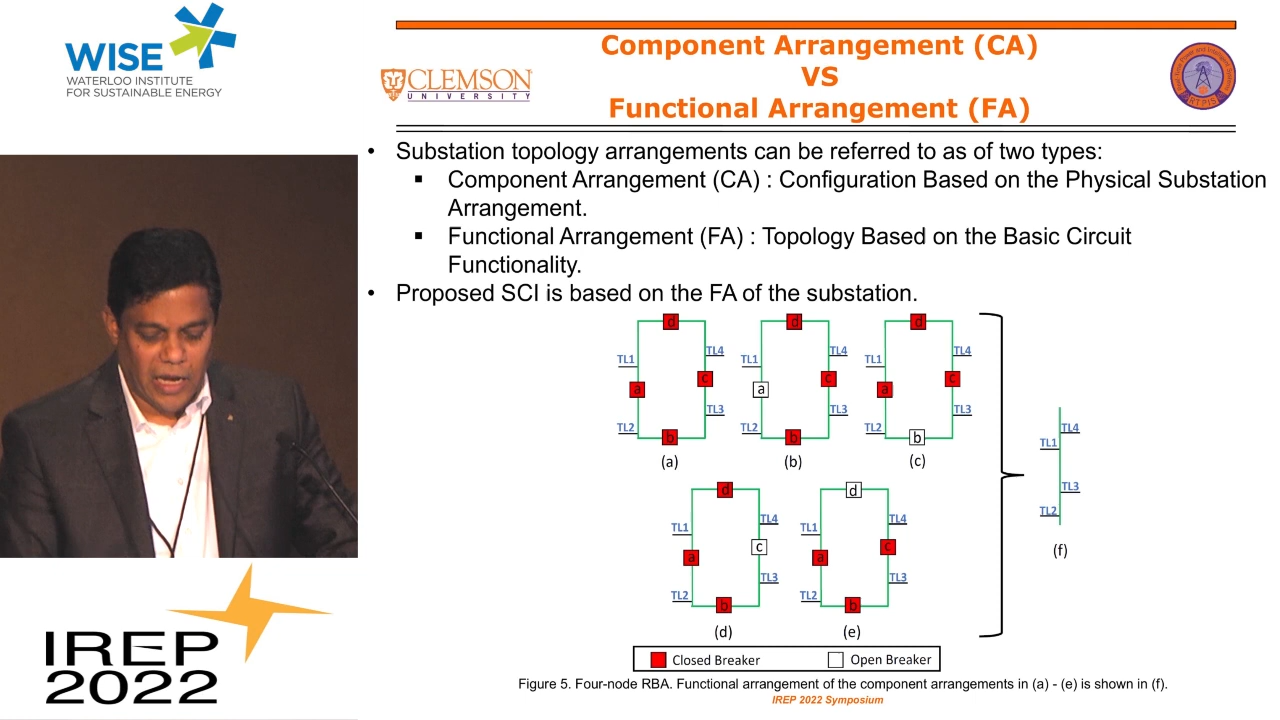 WISE
WATERLOO INSTITUTE
FOR SUSTAINABLE ENERGY
CLEMSON
UNIVERSITY
Component Arrangement (CA)
VS
Functional Arrangement (FA)
• Substation topology arrangements can be referred to as of two types:
▪ Component Arrangement (CA) : Configuration Based on the Physical Substation
Arrangement.
▪ Functional Arrangement (FA) : Topology Based on the Basic Circuit
Functionality.
• Proposed SCI is based on the FA of the substation.
d
TL1
TL4
a
c
TL2
TL3
b
(a)
d
TL1
TL4
a
c
TL2
TL3
b
(b)
d
TL1
TL4
a
c
TL2
TL3
b
(c)
d
TL1
TL4
a
c
TL2
TL3
b
(d)
d
TL1
TL4
a
c
TL2
TL3
b
(e)
TL4
TL1
TL3
TL2
(f)
Closed Breaker
Open Breaker
Figure 5. Four-node RBA. Functional arrangement of the component arrangements in (a) - (e) is shown in (f).
IREP 2022 Symposium
IREP
2022